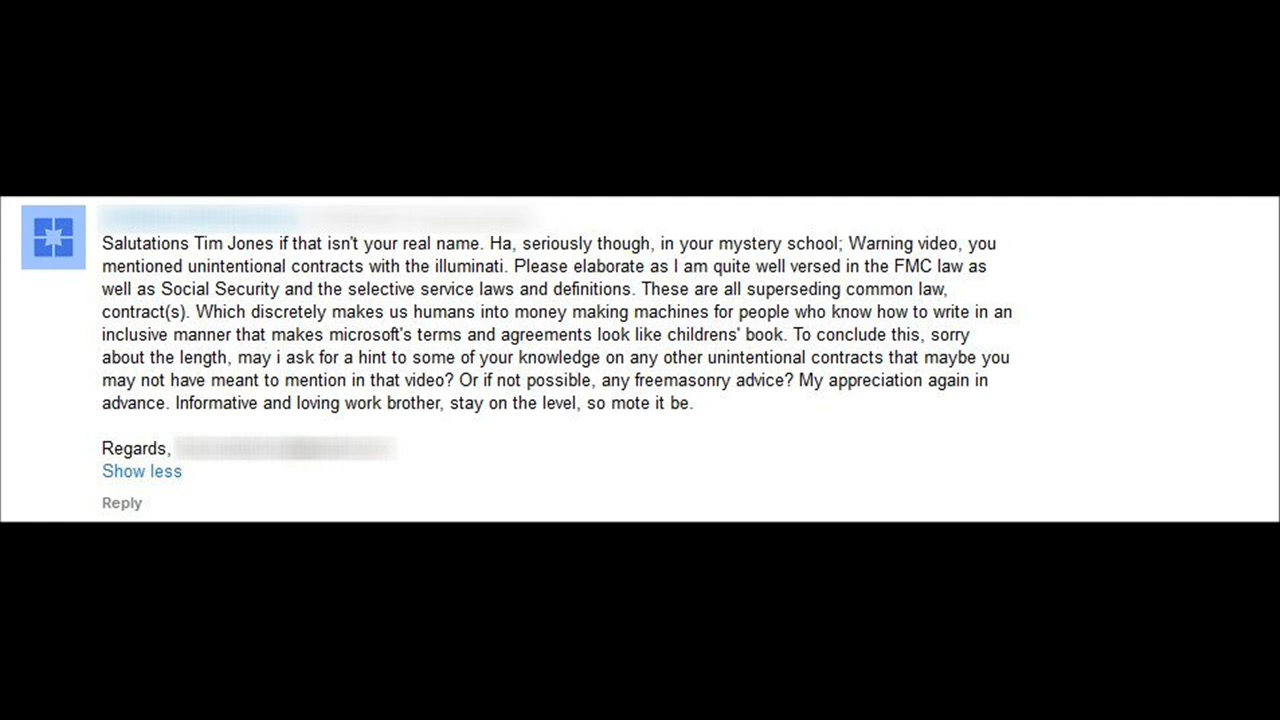 Salutations Tim Jones if that isn't your real name. Ha, seriously though, in your mystery school; Warning video, you
mentioned unintentional contracts with the illuminati. Please elaborate as I am quite well versed in the FMC law as
well as Social Security and the selective service laws and definitions. These are all superseding common law,
contract(s). Which discretely makes us humans into money making machines for people who know how to write in an
inclusive manner that makes microsoft's terms and agreements look like childrens' book. To conclude this, sorry
about the length, may i ask for a hint to some of your knowledge on any other unintentional contracts that maybe you
may not have meant to mention in that video? Or if not possible, any freemasonry advice? My appreciation again in
advance. Informative and loving work brother, stay on the level, so mote it be.
Regards,
Show less
Reply